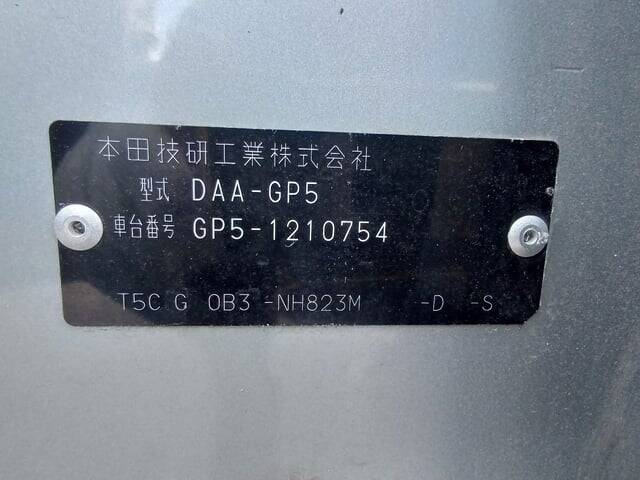 本田技研工業株式会社
型式 DAA-GP5
車台番号 GP5-1210754
T5C G 0B3 -NH823M -D -S